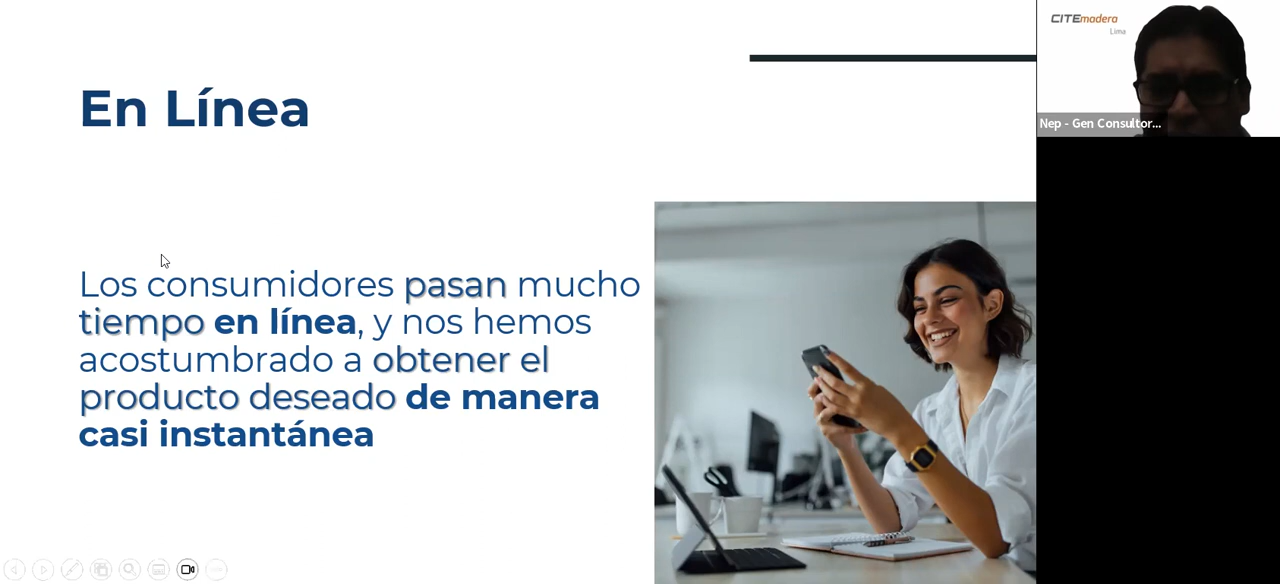 En Línea
Los consumidores pasan mucho
tiempo en línea, y nos hemos
acostumbrado a obtener el
producto deseado de manera
casi instantánea
CITEmadera
Lima
Nep - Gen Consultor...